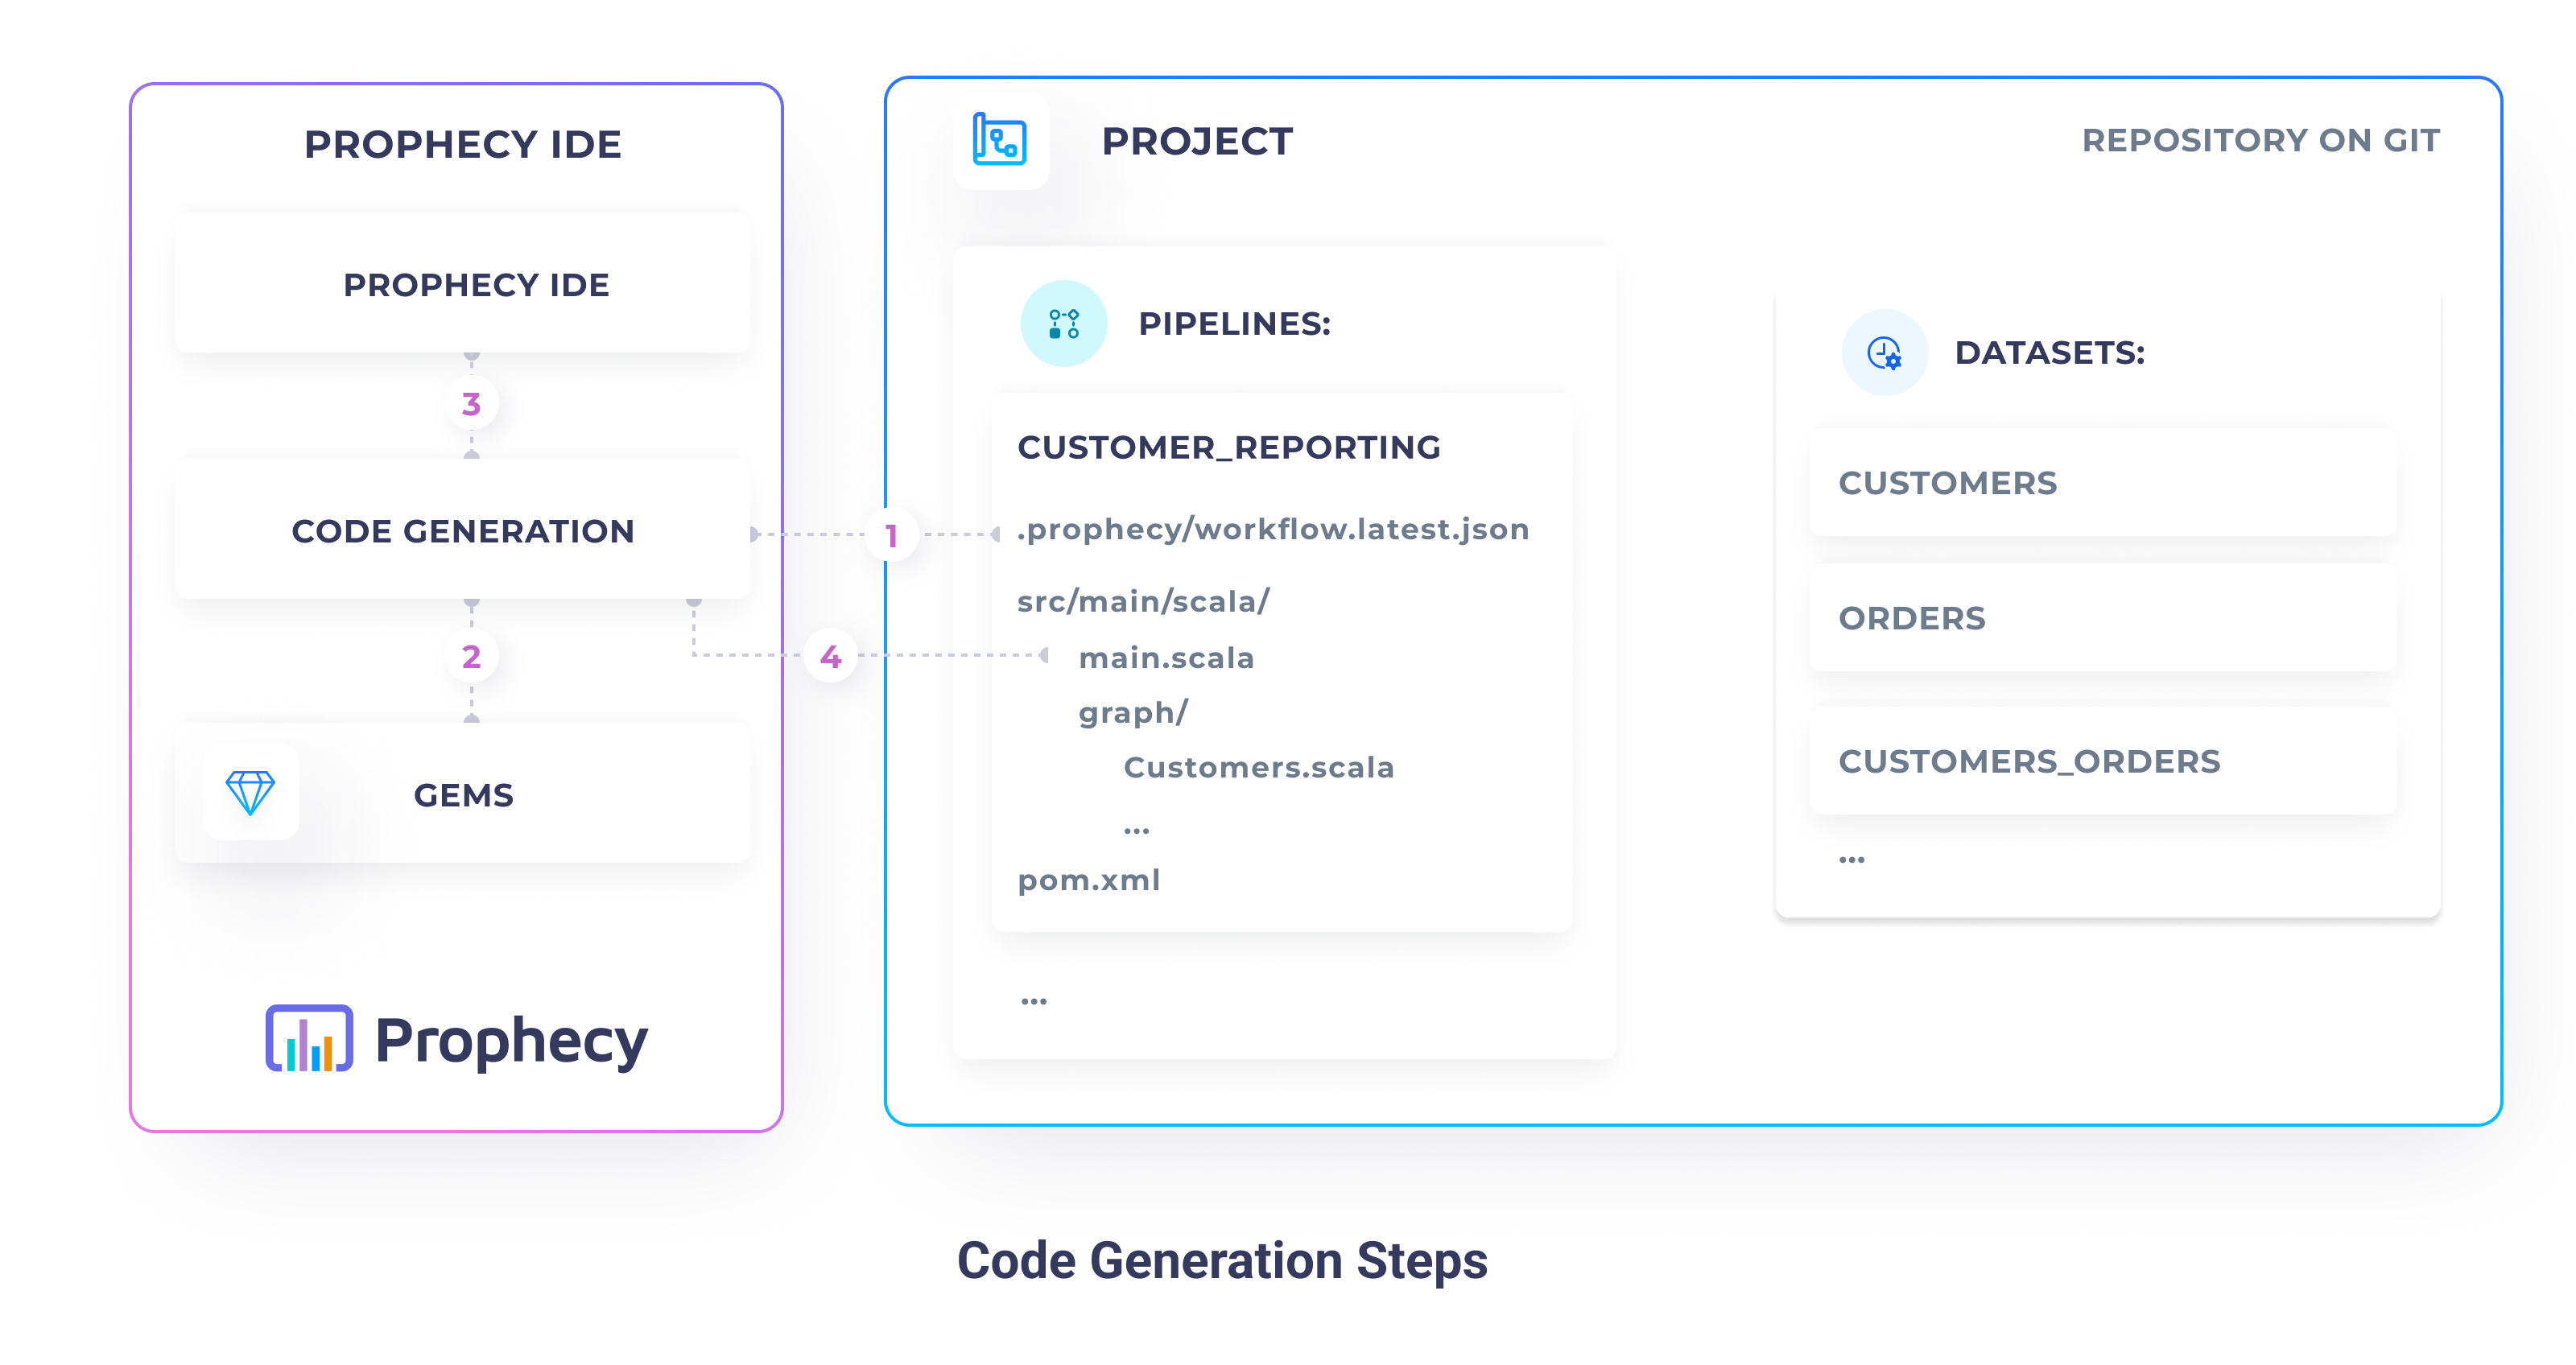 PROPHECY IDE
PROPHECY IDE
3
CODE GENERATION
2
GEMS
Prophecy
1
4
PROJECT
REPOSITORY ON GIT
PIPELINES:
CUSTOMER_REPORTING
.prophecy/workflow.latest.json
src/main/scala/
main.scala
graph/
Customers.scala
...
pom.xml
...
DATASETS:
CUSTOMERS
ORDERS
CUSTOMERS_ORDERS
...
Code Generation Steps